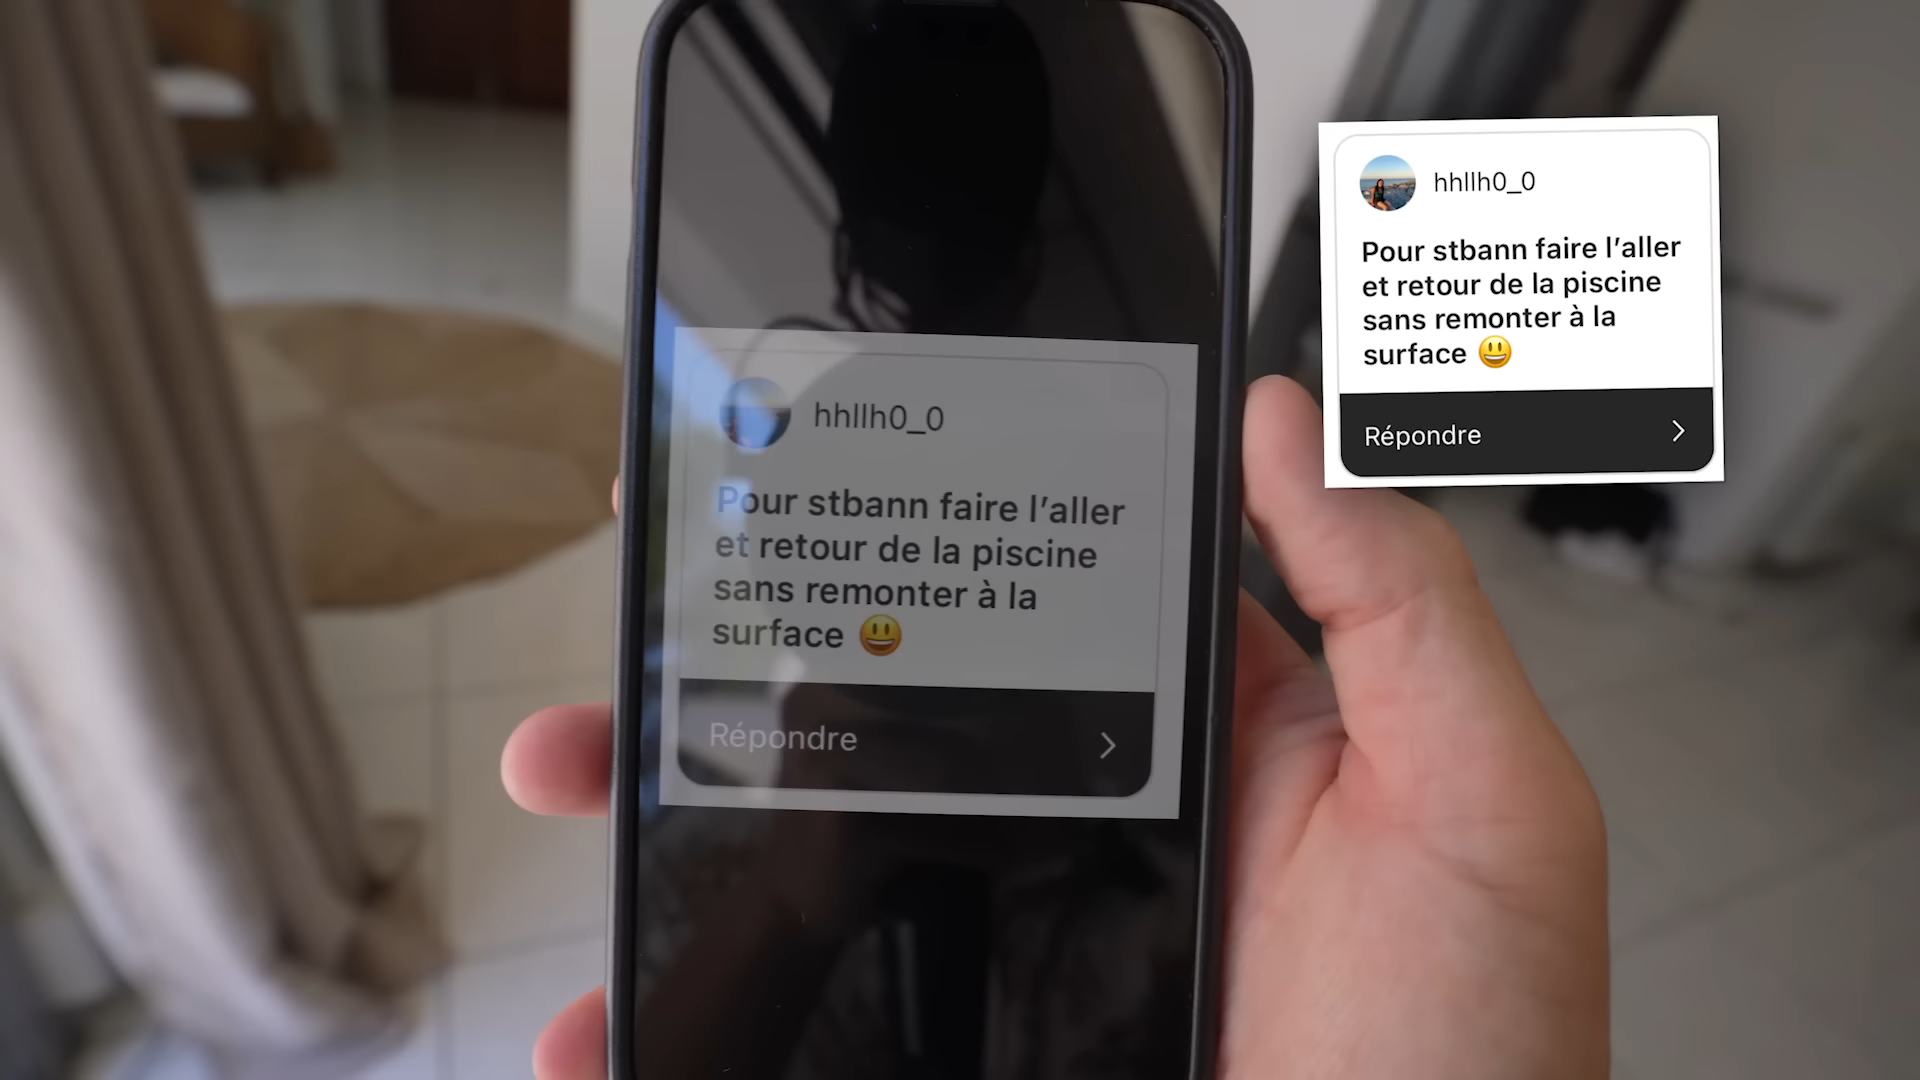 hhllh0_0
Pour stbann faire l’aller
et retour de la piscine
sans remonter à la
surface 😃
Répondre
hhllh0_0
Pour stbann faire l’aller
et retour de la piscine
sans remonter à la
surface 😃
Répondre